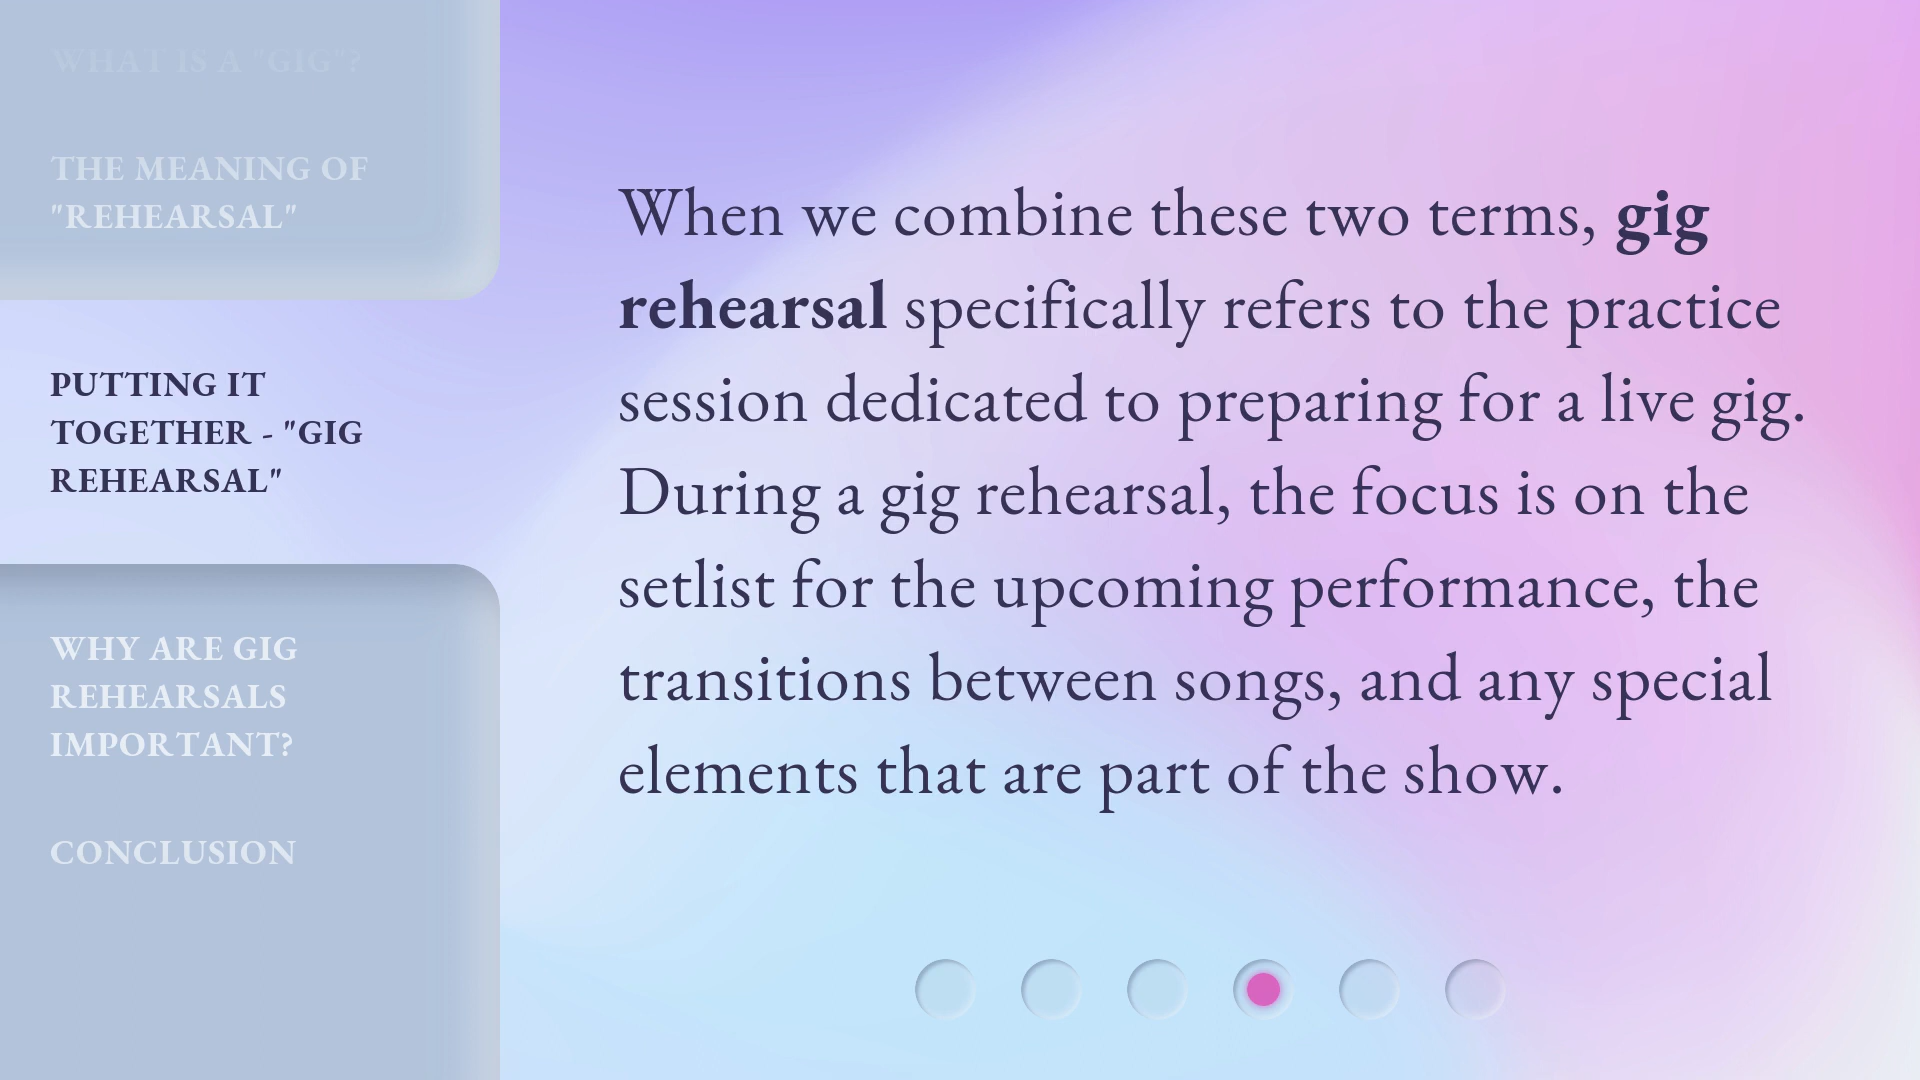 WHAT IS A "GIG"?
THE MEANING OF
"REHEARSAL"
PUTTING IT
TOGETHER - "GIG
REHEARSAL"
WHY ARE GIG
REHEARSALS
IMPORTANT?
CONCLUSION
When we combine these two terms, gig
rehearsal specifically refers to the practice
session dedicated to preparing for a live gig.
During a gig rehearsal, the focus is on the
setlist for the upcoming performance, the
transitions between songs, and any special
elements that are part of the show.